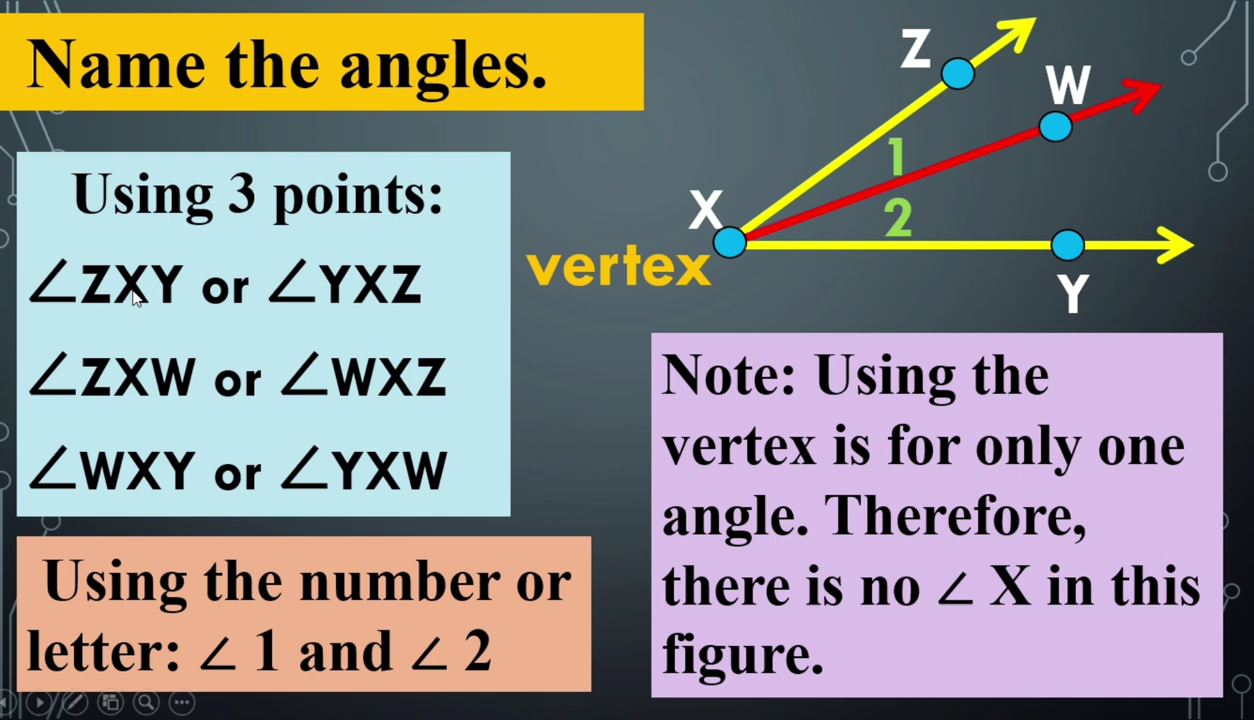 Name the angles.
Using 3 points:
∠ZXY or ∠YXZ
∠ZXW or ∠WXZ
∠WXY or ∠YXW
Using the number or
letter: ∠ 1 and ∠ 2
Z
W
1
X
2
vertex
Y
Note: Using the
vertex is for only one
angle. Therefore,
there is no ∠ X in this
figure.